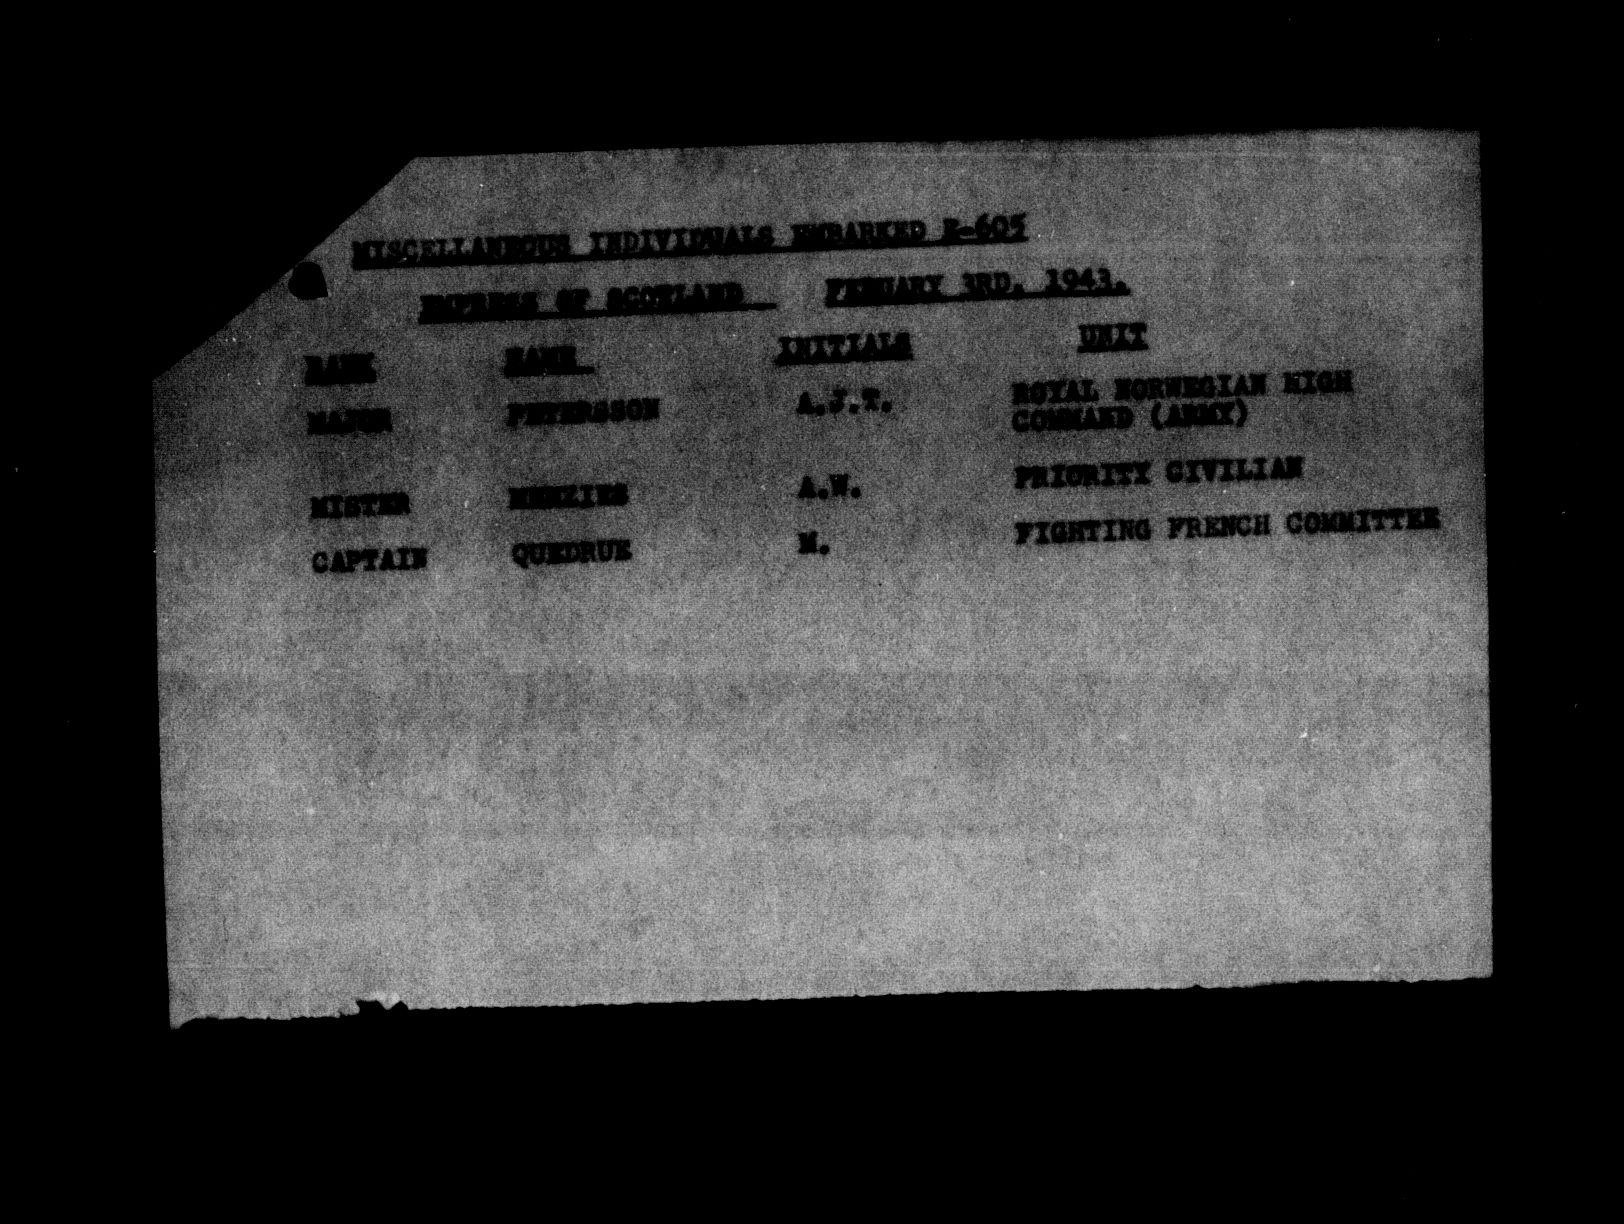 MISCELLANEOUS INDIVIDUALS EMBARKED E-605
EMPRESS OF SCOTLAND FEBUARY 3RD. 1943.
RANK NAME INITIALS UNIT
MAJOR PETERSSON A.J.T. ROYAL NORWEGIAN HIGH
COMMAND (ARMY)
MISTER MENZIES A.W. PRIORITY CIVILIAN
CAPTAIN QUEDRUE M. FIGHTING FRENCH COMMITTEE